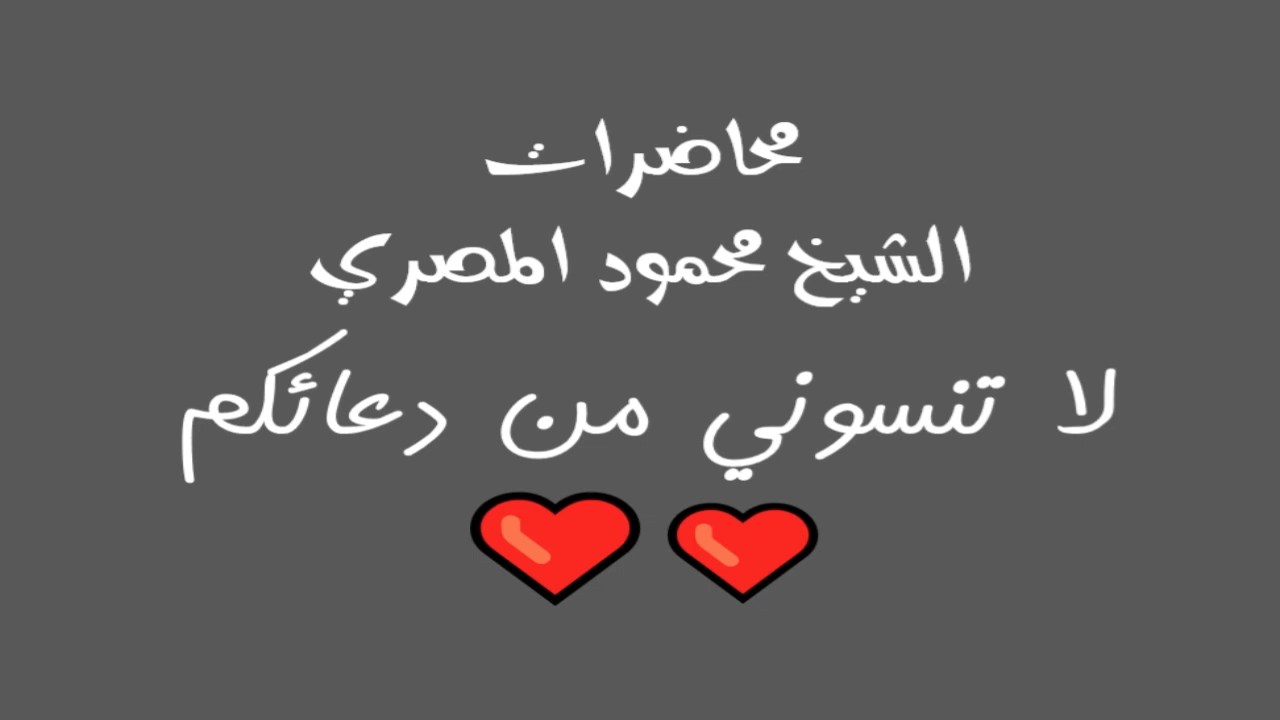 محاضرات
الشيخ محمود المصري
لا تنسوني من دعائكم